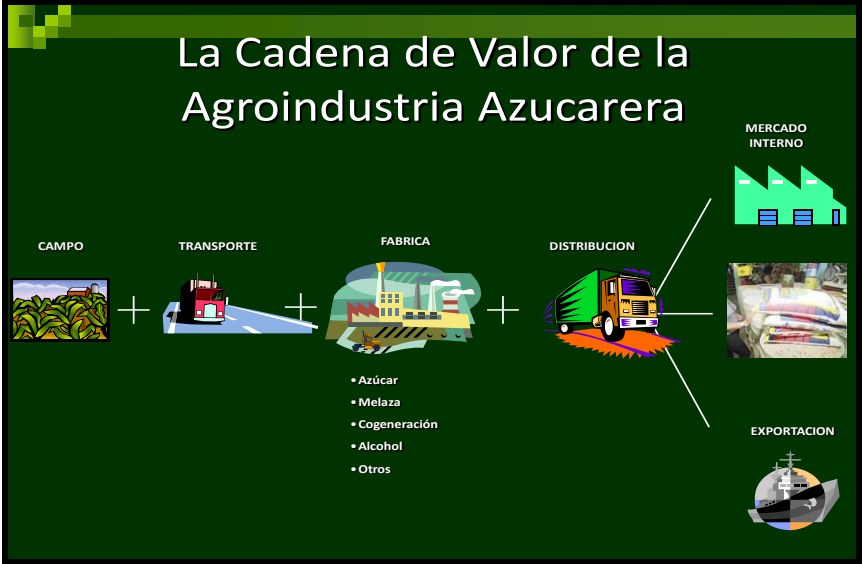 La Cadena de Valor de la
Agroindustria Azucarera
MERCADO
INTERNO
CAMPO
TRANSPORTE
FABRICA
DISTRIBUCION
•Azúcar
•Melaza
•Cogeneración
•Alcohol
•Otros
EXPORTACION